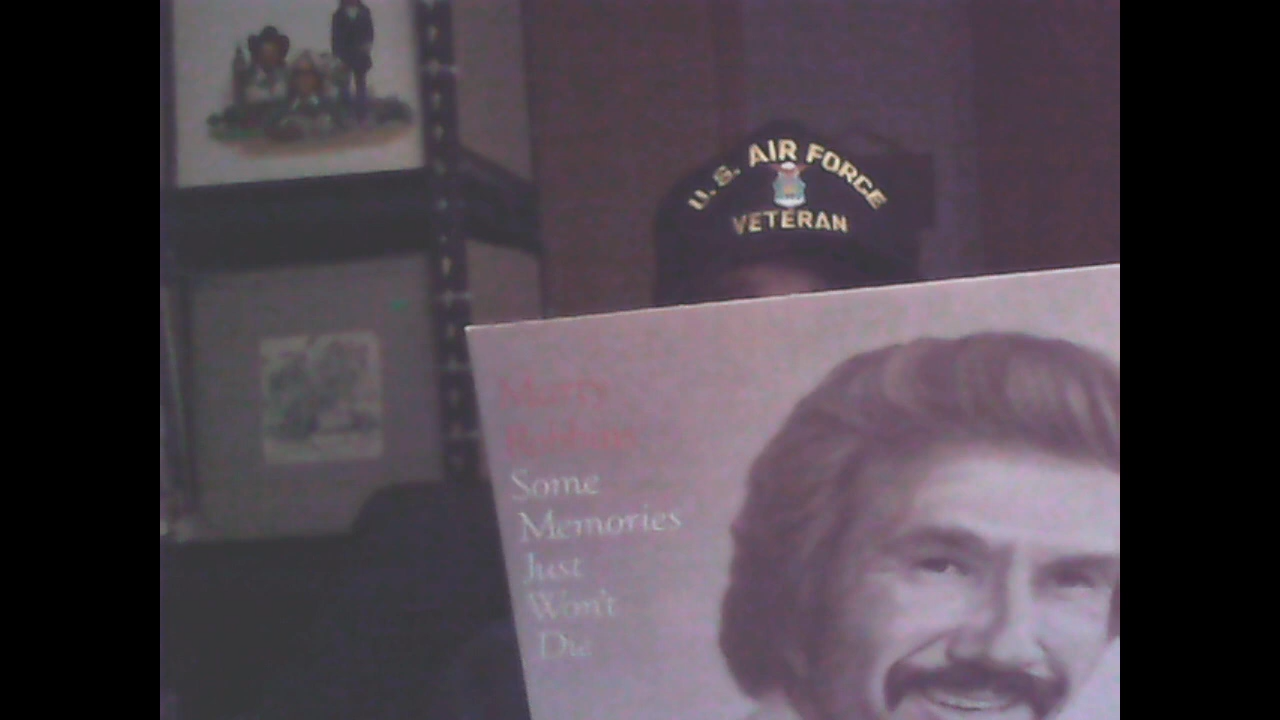 U.S. AIR FORCE
VETERAN
Marty
Robbins
Some
Memories
Just
Won't
Die